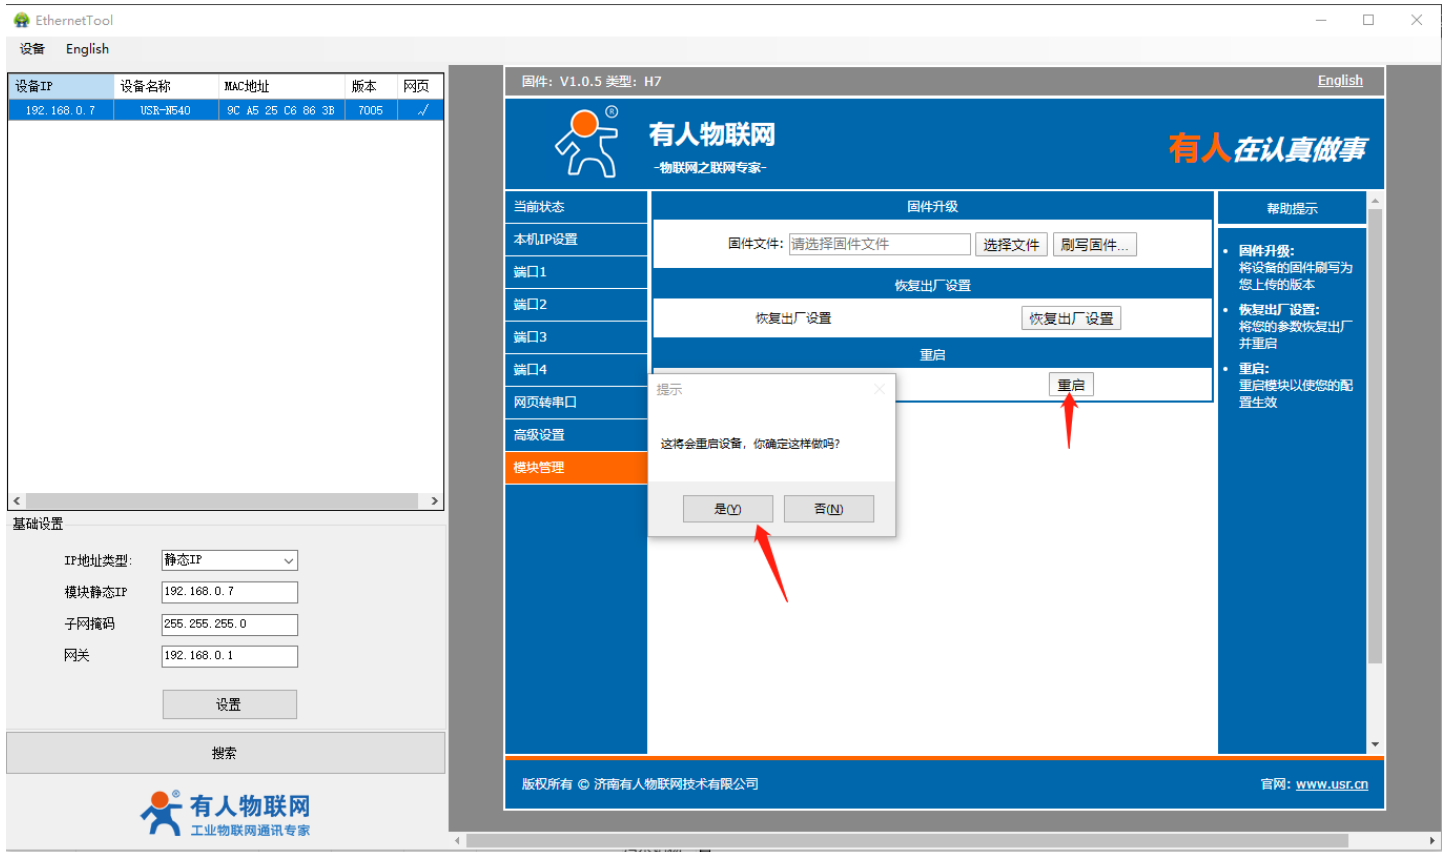 EthernetTool
设备 English
设备IP 设备名称 MAC地址 版本 网页
192.168.0.7 USR-N540 9C A5 25 C6 86 3B 7005 √
基础设置
IP地址类型: 静态IP
模块静态IP 192.168.0.7
子网掩码 255.255.255.0
网关 192.168.0.1
设置
搜索
®
有人物联网
工业物联网通讯专家
固件: V1.0.5 类型: H7 English
®
有人物联网
-物联网之联网专家-
有人在认真做事
当前状态
本机IP设置
端口1
端口2
端口3
端口4
网页转串口
高级设置
模块管理
固件升级
固件文件: 请选择固件文件 选择文件 刷写固件...
恢复出厂设置
恢复出厂设置 恢复出厂设置
重启
重启
提示
这将会重启设备，你确定这样做吗?
是(Y) 否(N)
帮助提示
• 固件升级:
将设备的固件刷写为
您上传的版本
• 恢复出厂设置:
将您的参数恢复出厂
并重启
• 重启:
重启模块以使您的配
置生效
版权所有 © 济南有人物联网技术有限公司 官网: www.usr.cn